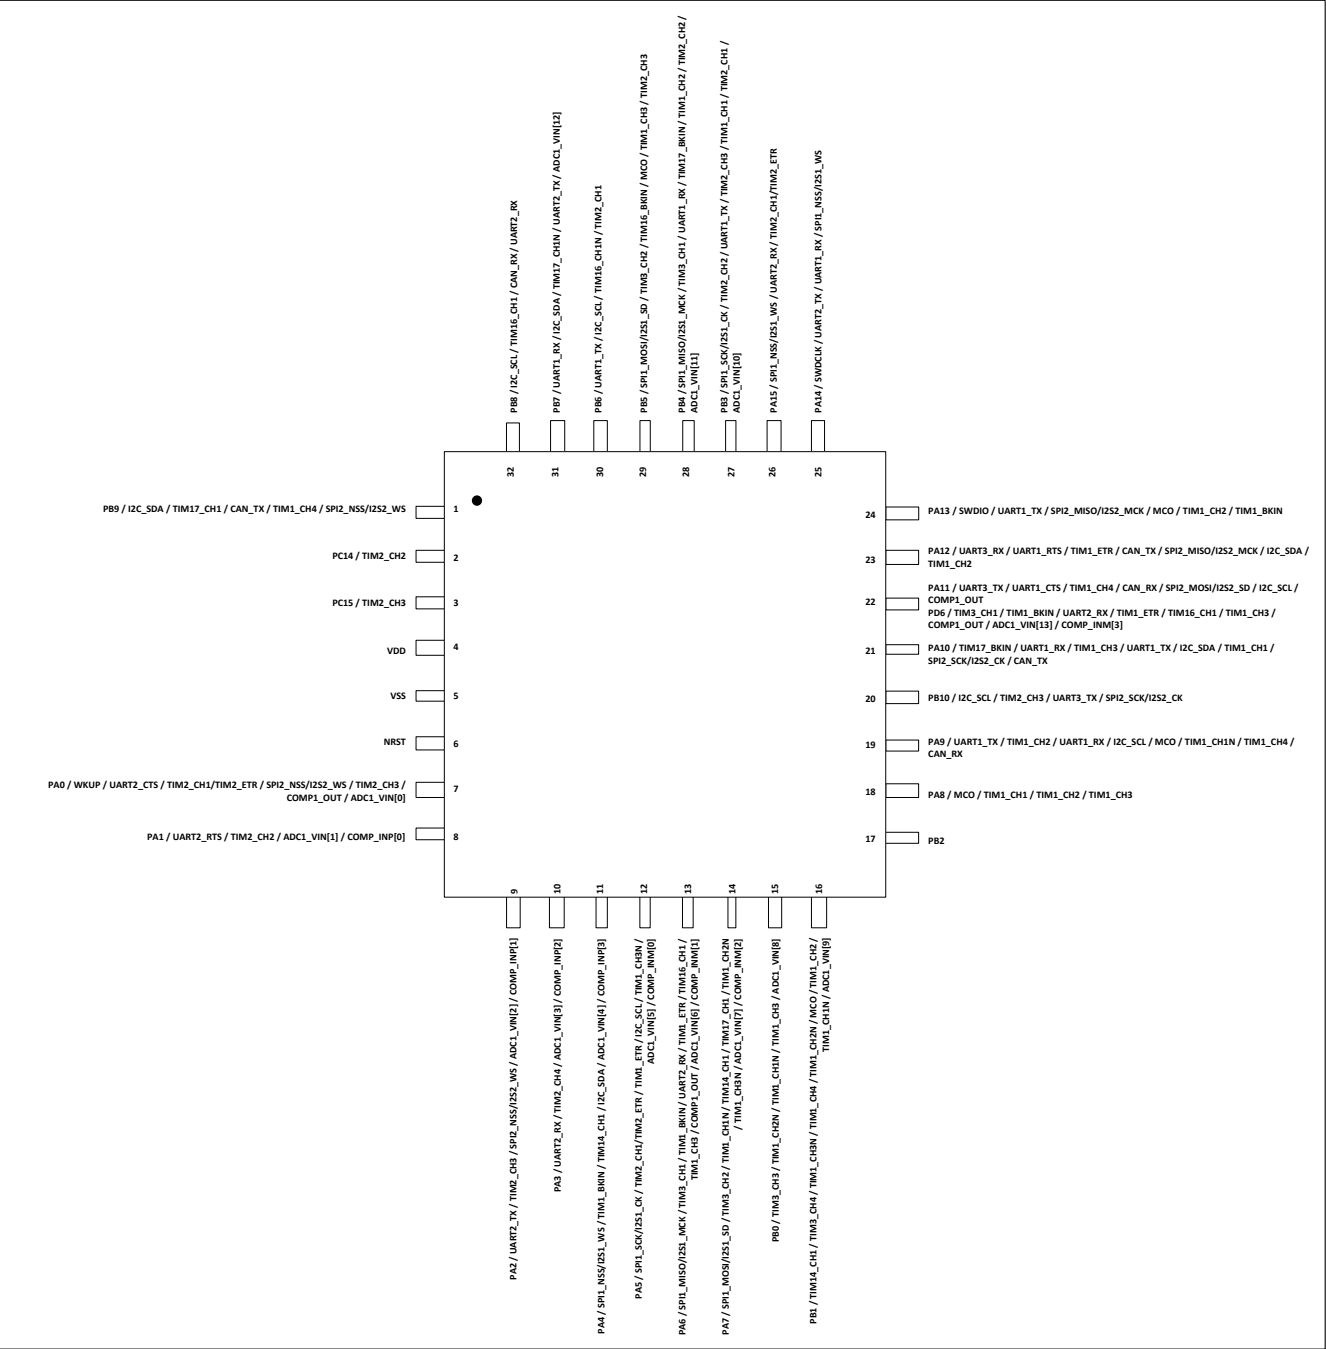 PB8 / I2C_SCL / TIM16_CH1 / CAN_RX / UART2_RX
PB7 / UART1_RX / I2C_SDA / TIM17_CH1N / UART2_TX / ADC1_VIN[12]
PB6 / UART1_TX / I2C_SCL / TIM16_CH1N / TIM2_CH1
PB5 / SPI1_MOSI/I2S1_SD / TIM3_CH2 / TIM16_BKIN / MCO / TIM1_CH3 / TIM2_CH3
PB4 / SPI1_MISO/I2S1_MCK / TIM3_CH1 / UART1_RX / TIM17_BKIN / TIM1_CH2 / TIM2_CH2 /
ADC1_VIN[11]
PB3 / SPI1_SCK/I2S1_CK / TIM2_CH2 / UART1_TX / TIM2_CH3 / TIM1_CH1 / TIM2_CH1 /
ADC1_VIN[10]
PA15 / SPI1_NSS/I2S1_WS / UART2_RX / TIM2_CH1/TIM2_ETR
PA14 / SWDCLK / UART2_TX / UART1_RX / SPI1_NSS/I2S1_WS
32
31
30
29
28
27
26
25
PB9 / I2C_SDA / TIM17_CH1 / CAN_TX / TIM1_CH4 / SPI2_NSS/I2S2_WS
1
PC14 / TIM2_CH2
2
PC15 / TIM2_CH3
3
VDD
4
VSS
5
NRST
6
PA0 / WKUP / UART2_CTS / TIM2_CH1/TIM2_ETR / SPI2_NSS/I2S2_WS / TIM2_CH3 /
COMP1_OUT / ADC1_VIN[0]
7
PA1 / UART2_RTS / TIM2_CH2 / ADC1_VIN[1] / COMP_INP[0]
8
24
PA13 / SWDIO / UART1_TX / SPI2_MISO/I2S2_MCK / MCO / TIM1_CH2 / TIM1_BKIN
23
PA12 / UART3_RX / UART1_RTS / TIM1_ETR / CAN_TX / SPI2_MISO/I2S2_MCK / I2C_SDA /
TIM1_CH2
22
PA11 / UART3_TX / UART1_CTS / TIM1_CH4 / CAN_RX / SPI2_MOSI/I2S2_SD / I2C_SCL /
COMP1_OUT
PD6 / TIM3_CH1 / TIM1_BKIN / UART2_RX / TIM1_ETR / TIM16_CH1 / TIM1_CH3 /
COMP1_OUT / ADC1_VIN[13] / COMP_INM[3]
21
PA10 / TIM17_BKIN / UART1_RX / TIM1_CH3 / UART1_TX / I2C_SDA / TIM1_CH1 /
SPI2_SCK/I2S2_CK / CAN_TX
20
PB10 / I2C_SCL / TIM2_CH3 / UART3_TX / SPI2_SCK/I2S2_CK
19
PA9 / UART1_TX / TIM1_CH2 / UART1_RX / I2C_SCL / MCO / TIM1_CH1N / TIM1_CH4 /
CAN_RX
18
PA8 / MCO / TIM1_CH1 / TIM1_CH2 / TIM1_CH3
17
PB2
9
10
11
12
13
14
15
16
PA2 / UART2_TX / TIM2_CH3 / SPI2_NSS/I2S2_WS / ADC1_VIN[2] / COMP_INP[1]
PA3 / UART2_RX / TIM2_CH4 / ADC1_VIN[3] / COMP_INP[2]
PA4 / SPI1_NSS/I2S1_WS / TIM1_BKIN / TIM14_CH1 / I2C_SDA / ADC1_VIN[4] / COMP_INP[3]
PA5 / SPI1_SCK/I2S1_CK / TIM2_CH1/TIM2_ETR / TIM1_ETR / I2C_SCL / TIM1_CH3N /
ADC1_VIN[5] / COMP_INM[0]
PA6 / SPI1_MISO/I2S1_MCK / TIM3_CH1 / TIM1_BKIN / UART2_RX / TIM1_ETR / TIM16_CH1 /
TIM1_CH3 / COMP1_OUT / ADC1_VIN[6] / COMP_INM[1]
PA7 / SPI1_MOSI/I2S1_SD / TIM3_CH2 / TIM1_CH1N / TIM14_CH1 / TIM17_CH1 / TIM1_CH2N
/ TIM1_CH3N / ADC1_VIN[7] / COMP_INM[2]
PB0 / TIM3_CH3 / TIM1_CH2N / TIM1_CH1N / TIM1_CH3 / ADC1_VIN[8]
PB1 / TIM14_CH1 / TIM3_CH4 / TIM1_CH3N / TIM1_CH4 / TIM1_CH2N / MCO / TIM1_CH2 /
TIM1_CH1N / ADC1_VIN[9]